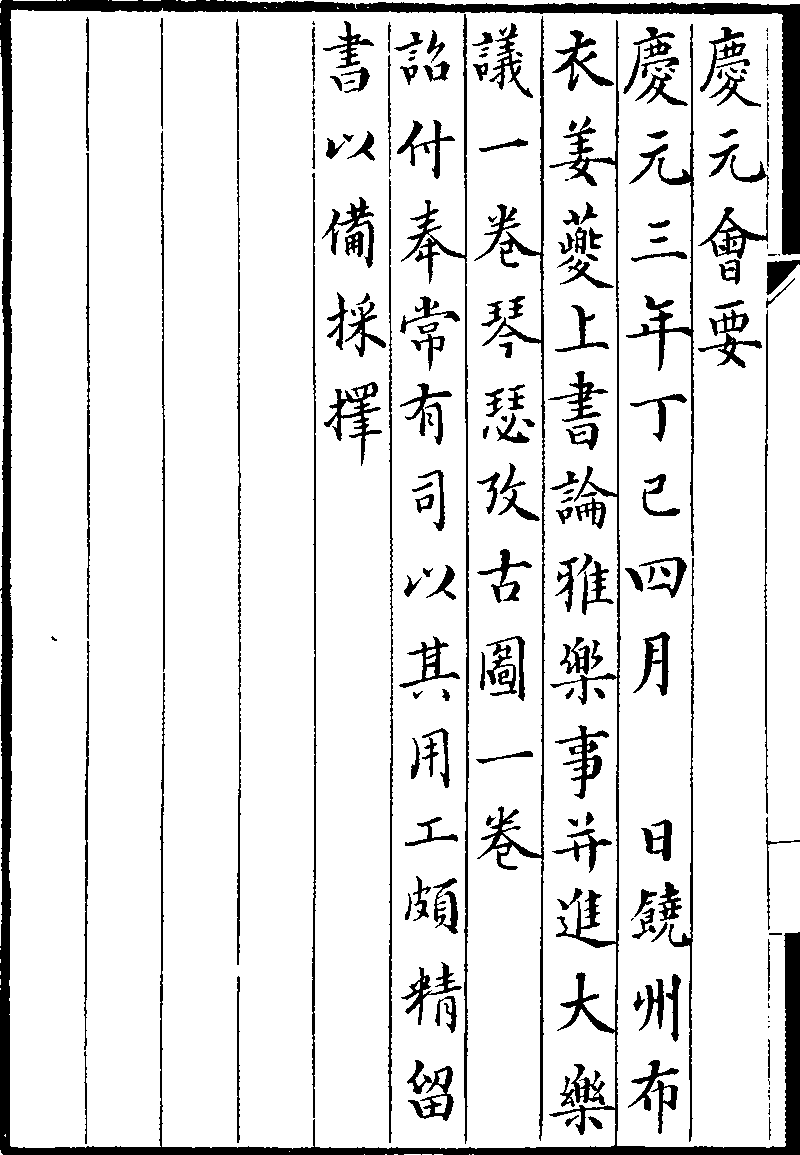 慶元會要
慶元三年丁巳四月　日饒州布
衣姜夔上書論雅樂事并進大樂
議一卷琴瑟攷古圖一卷
詔付奉常有司以其用工頗精留
書以備採擇